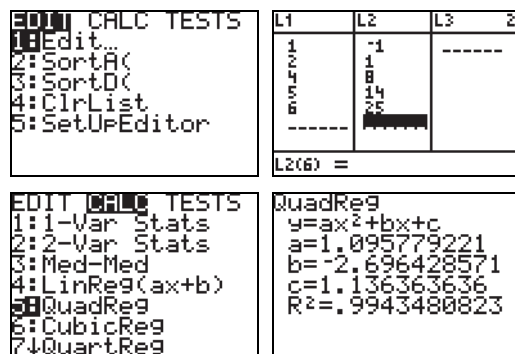 EDIT CALC TESTS
1:Edit…
2:SortA(
3:SortD(
4:ClrList
5:SetUpEditor
L1 L2 L3 2
1 -1 ------
2 1
4 8
5 14
6 25
------
L2(6) =
EDIT CALC TESTS
1:1-Var Stats
2:2-Var Stats
3:Med-Med
4:LinReg(ax+b)
5:QuadReg
6:CubicReg
7↓QuartReg
QuadReg
y=ax²+bx+c
a=1.095779221
b=-2.696428571
c=1.136363636
R²=.9943480823